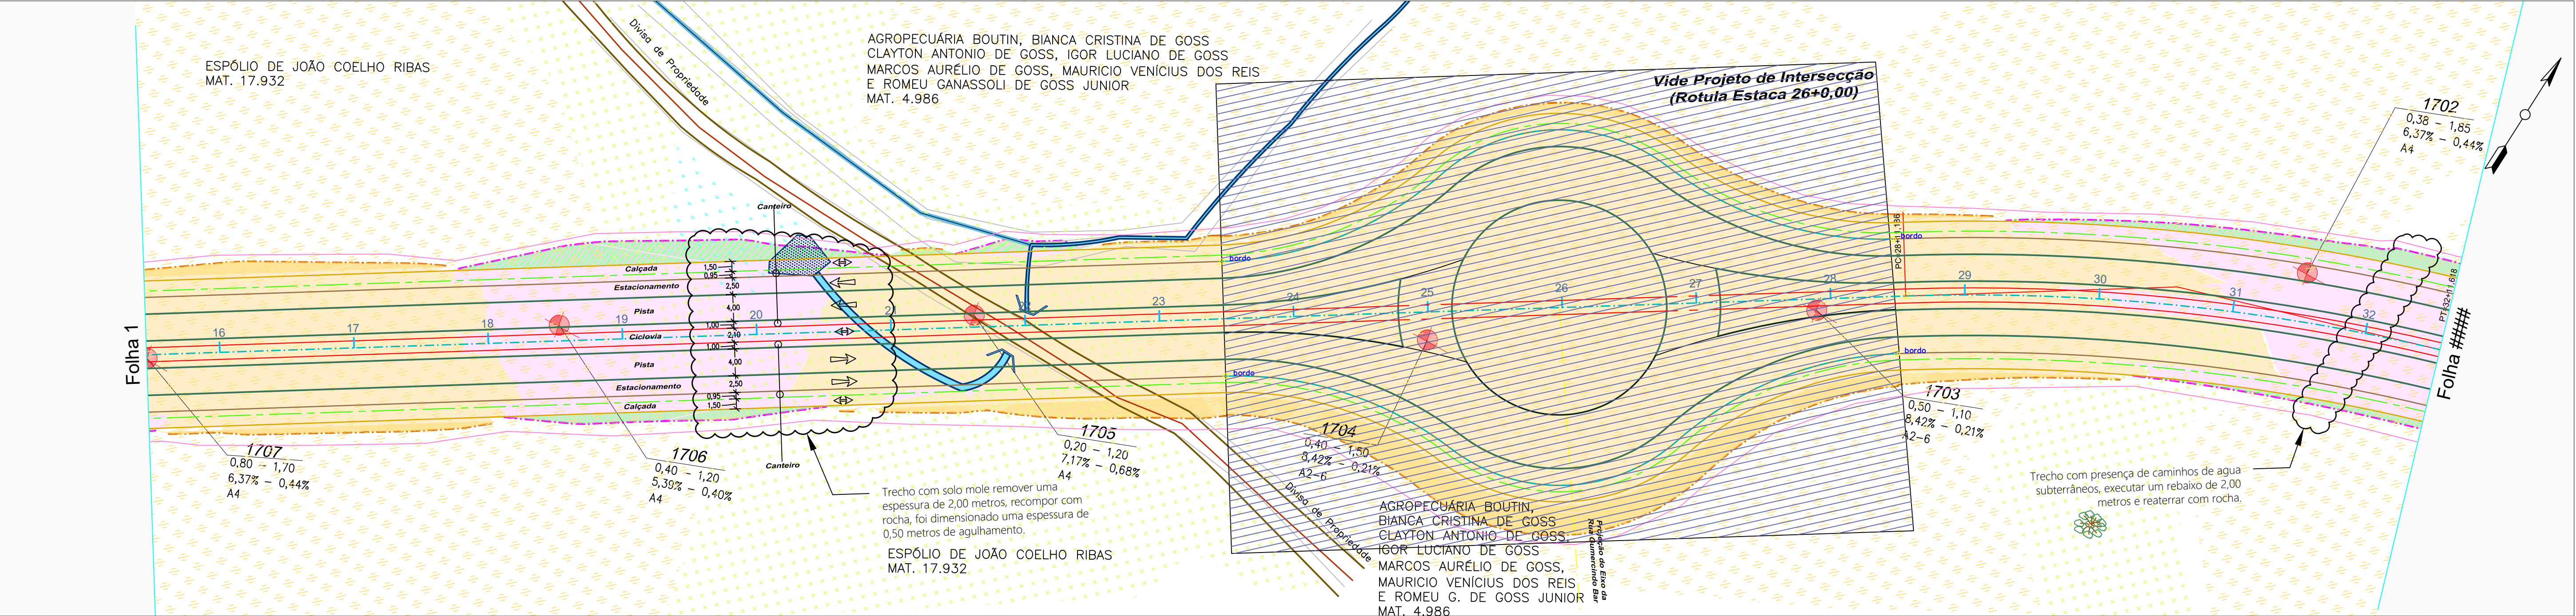 ESPÓLIO DE JOÃO COELHO RIBAS
MAT. 17.932
Divisa de Propriedade
AGROPECUÁRIA BOUTIN, BIANCA CRISTINA DE GOSS
CLAYTON ANTONIO DE GOSS, IGOR LUCIANO DE GOSS
MARCOS AURÉLIO DE GOSS, MAURICIO VENÍCIUS DOS REIS
E ROMEU GANASSOLI DE GOSS JUNIOR
MAT. 4.986
Vide Projeto de Intersecção
(Rotula Estaca 26+0,00)
1702
0,38 - 1,85
6,37% - 0,44%
A4
Folha 1
Canteiro
Calçada
Estacionamento
Pista
Ciclovia
Pista
Estacionamento
Calçada
1,50
0,95
2,50
4,00
1,00
2,10
1,00
4,00
2,50
0,95
1,50
Canteiro
16
17
18
19
20
21
22
23
24
25
26
27
28
29
30
31
32
bordo
bordo
bordo
bordo
PT=32+11,618
Folha ####
1707
0,80 - 1,70
6,37% - 0,44%
A4
1706
0,40 - 1,20
5,39% - 0,40%
A4
1705
0,20 - 1,20
7,17% - 0,68%
A4
1704
0,40 - 1,50
8,42% - 0,21%
A2-6
1703
0,50 - 1,10
8,42% - 0,21%
A2-6
Trecho com solo mole remover uma
espessura de 2,00 metros, recompor com
rocha, foi dimensionado uma espessura de
0,50 metros de agulhamento.
ESPÓLIO DE JOÃO COELHO RIBAS
MAT. 17.932
Divisa de Propriedade
AGROPECUÁRIA BOUTIN,
BIANCA CRISTINA DE GOSS
CLAYTON ANTONIO DE GOSS,
IGOR LUCIANO DE GOSS
MARCOS AURÉLIO DE GOSS,
MAURICIO VENÍCIUS DOS REIS
E ROMEU G. DE GOSS JUNIOR
MAT. 4.986
Projeção do Eixo da
Rua Gumercindo Bar
Trecho com presença de caminhos de agua
subterrâneos, executar um rebaixo de 2,00
metros e reaterrar com rocha.